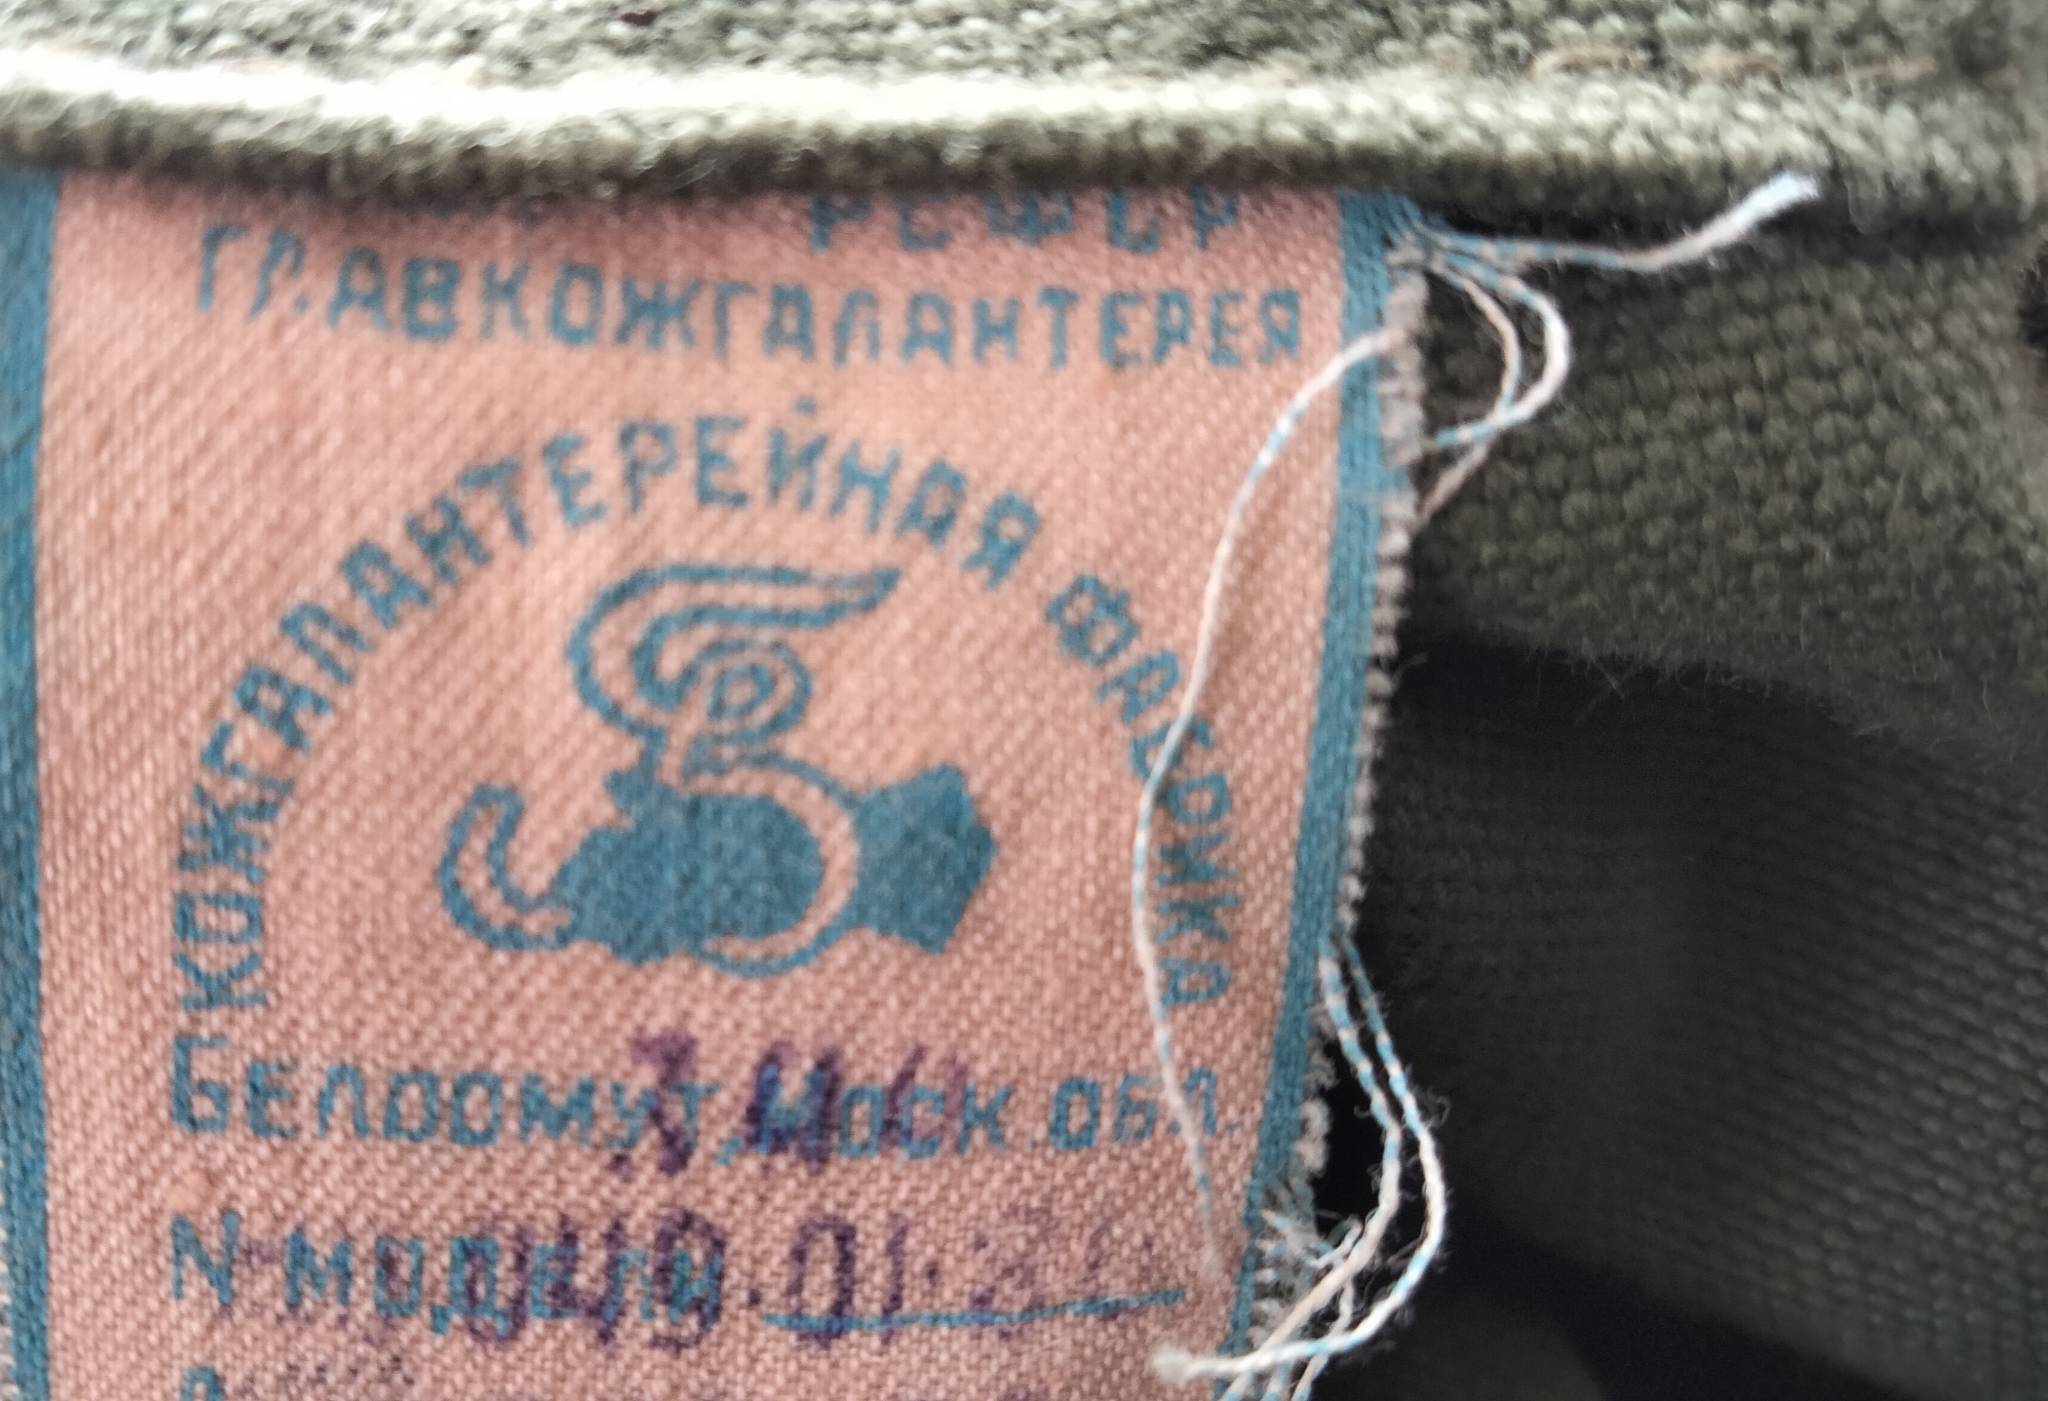 РСФСР
ГЛАВКОЖГАЛАНТЕРЕЯ
КОЖГАЛАНТЕРЕЙНАЯ ФАБРИКА
БЕЛООМУТ, МОСК. ОБЛ.
N МОДЕЛИ